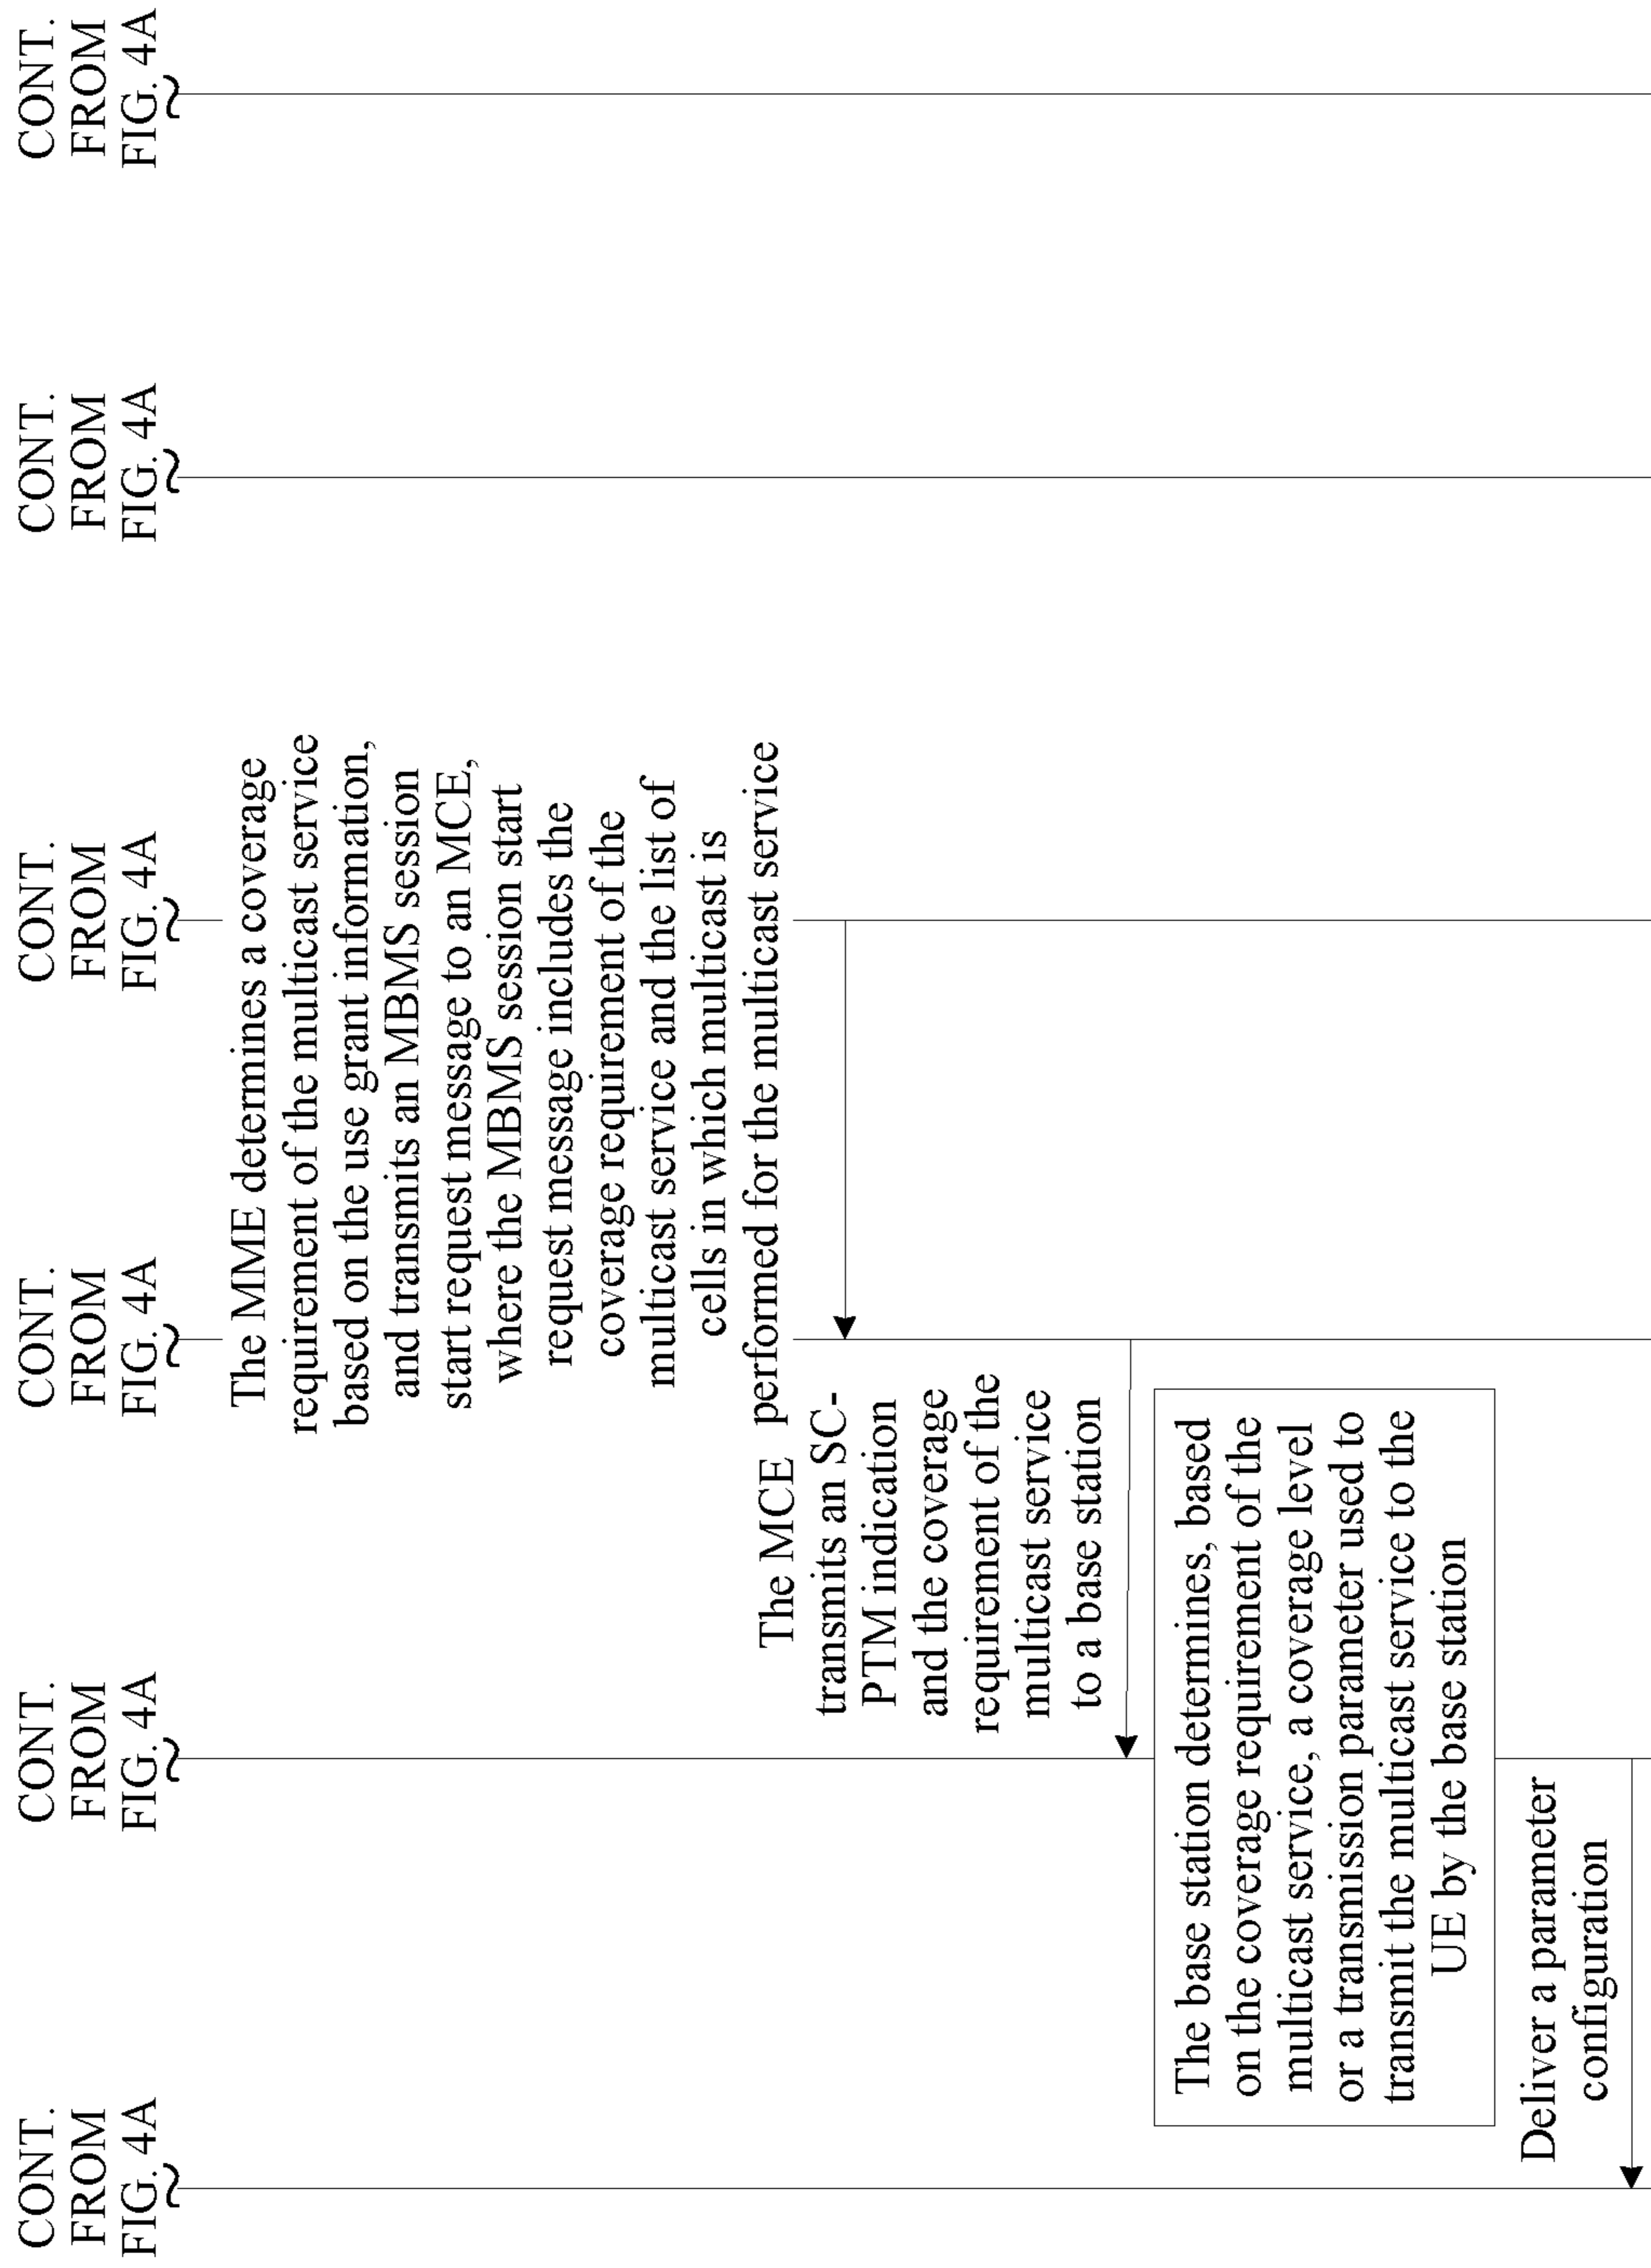 CONT.
FROM
FIG. 4A
CONT.
FROM
FIG. 4A
CONT.
FROM
FIG. 4A
CONT.
FROM
FIG. 4A
CONT.
FROM
FIG. 4A
CONT.
FROM
FIG. 4A
The MME determines a coverage
requirement of the multicast service
based on the use grant information,
and transmits an MBMS session
start request message to an MCE,
where the MBMS session start
request message includes the
coverage requirement of the
multicast service and the list of
cells in which multicast is
performed for the multicast service
The MCE
transmits an SC-
PTM indication
and the coverage
requirement of the
multicast service
to a base station
The base station determines, based
on the coverage requirement of the
multicast service, a coverage level
or a transmission parameter used to
transmit the multicast service to the
UE by the base station
Deliver a parameter
configuration